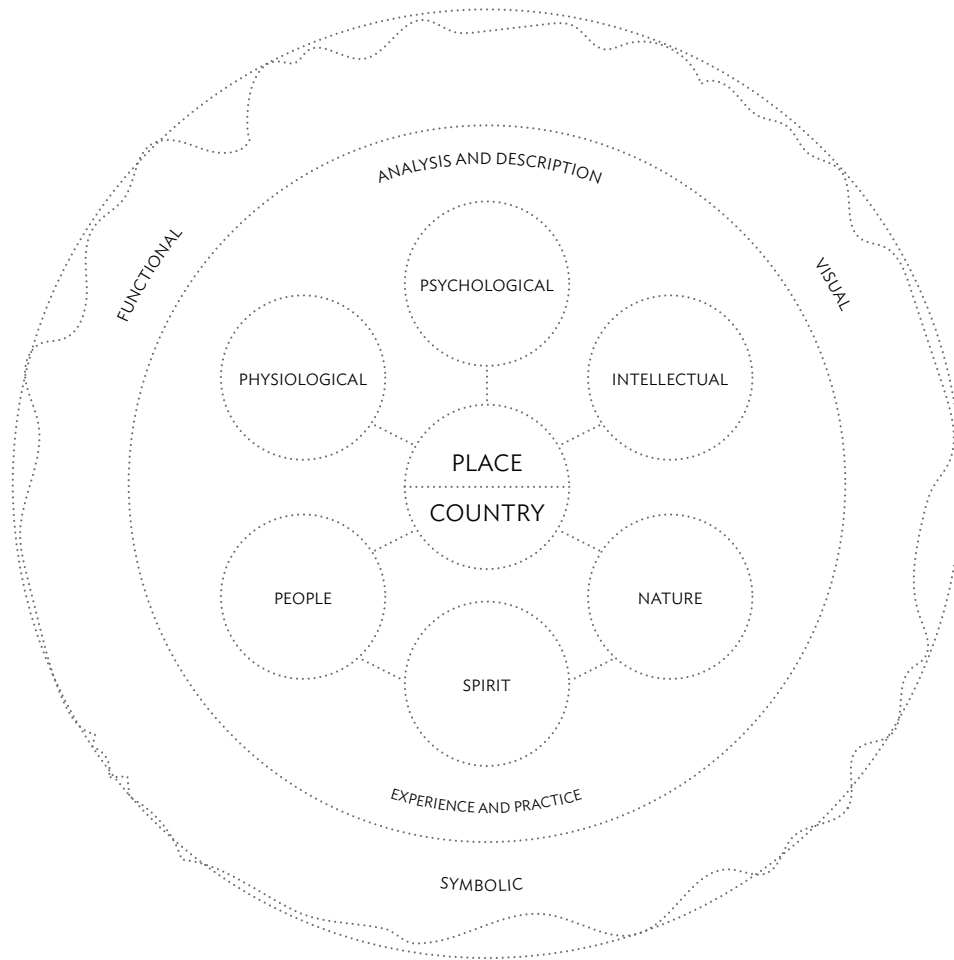 ANALYSIS AND DESCRIPTION
FUNCTIONAL
VISUAL
PSYCHOLOGICAL
PHYSIOLOGICAL
INTELLECTUAL
PLACE
COUNTRY
PEOPLE
NATURE
SPIRIT
EXPERIENCE AND PRACTICE
SYMBOLIC